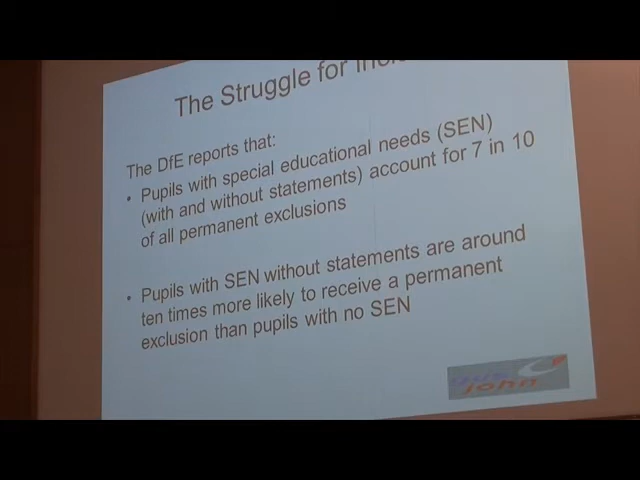 The Struggle for
The DfE reports that:
• Pupils with special educational needs (SEN)
(with and without statements) account for 7 in 10
of all permanent exclusions
• Pupils with SEN without statements are around
ten times more likely to receive a permanent
exclusion than pupils with no SEN
john